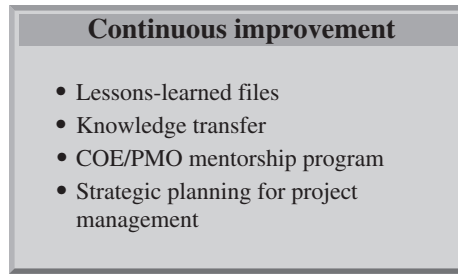 Continuous improvement
• Lessons-learned files
• Knowledge transfer
• COE/PMO mentorship program
• Strategic planning for project
management